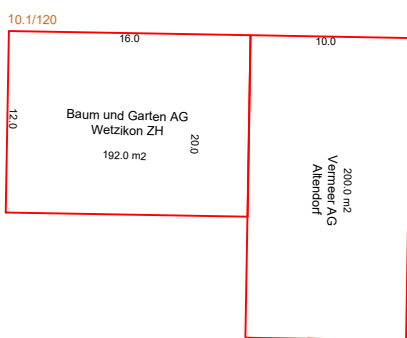 10.1/120
16.0
10.0
12.0
Baum und Garten AG
Wetzikon ZH
192.0 m2
20.0
200.0 m2
Vermeer AG
Altendorf